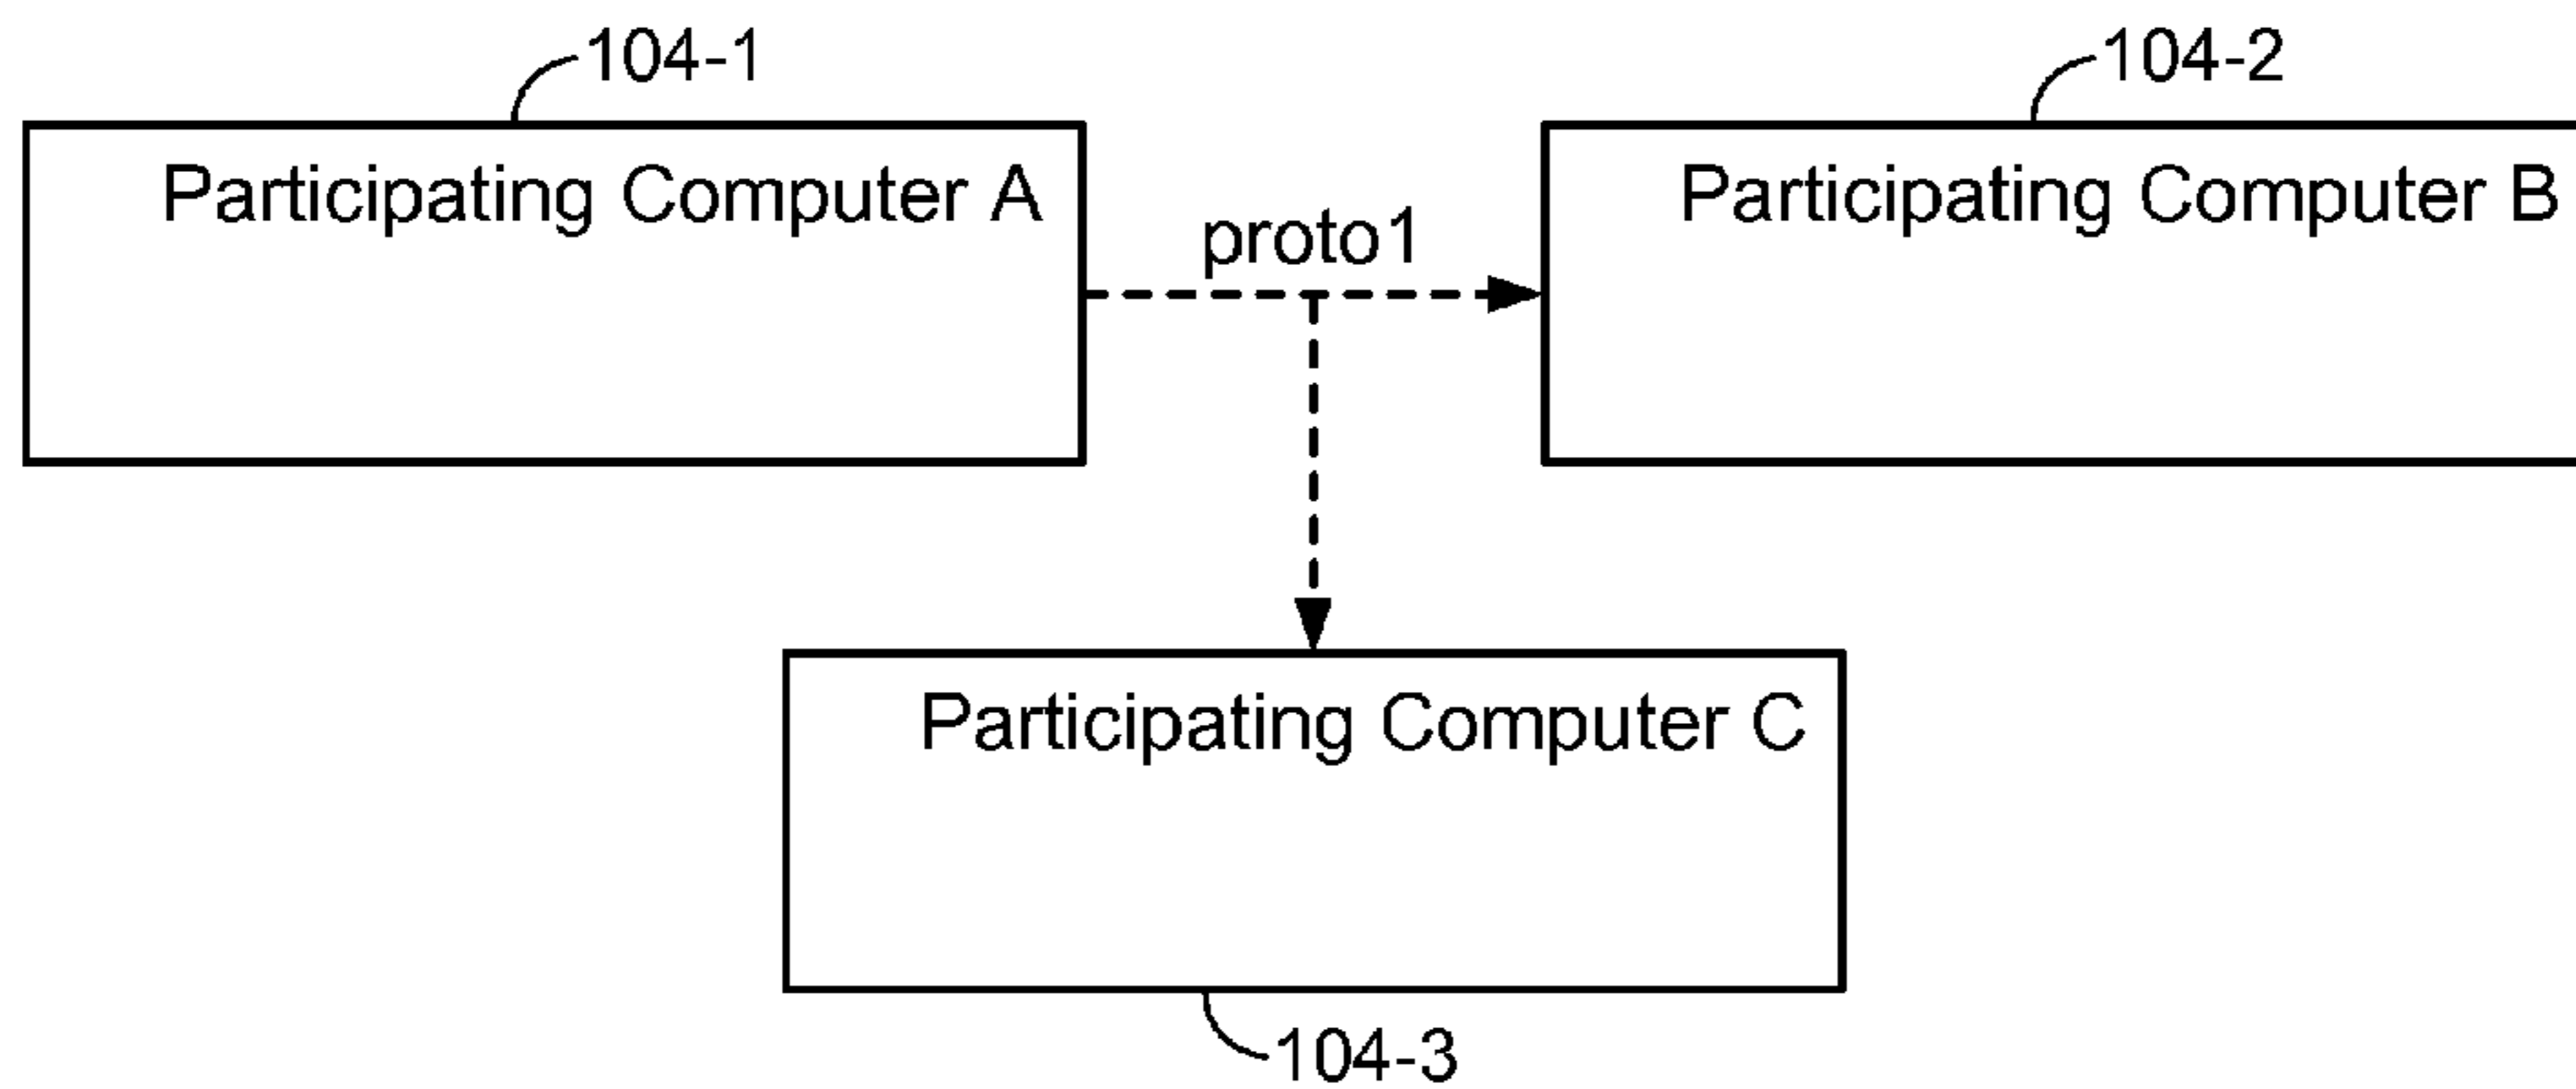 104-1
104-2
Participating Computer A
Participating Computer B
proto1
Participating Computer C
104-3